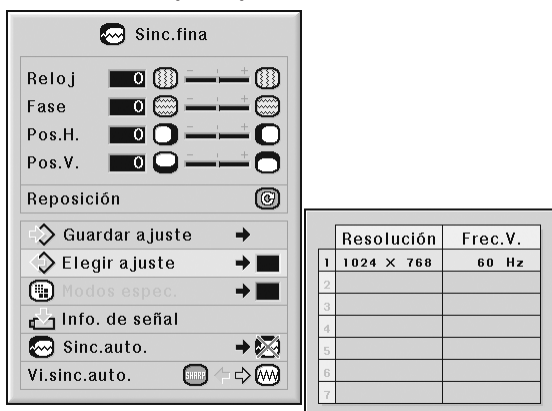 Sinc.fina
Reloj 0 - +
Fase 0 - +
Pos.H. 0 - +
Pos.V. 0 - +
Reposición
Guardar ajuste
Elegir ajuste
Modos espec.
Info. de señal
Sinc.auto.
Vi.sinc.auto. SHARP
Resolución Frec.V.
1 1024 × 768 60 Hz
2
3
4
5
6
7